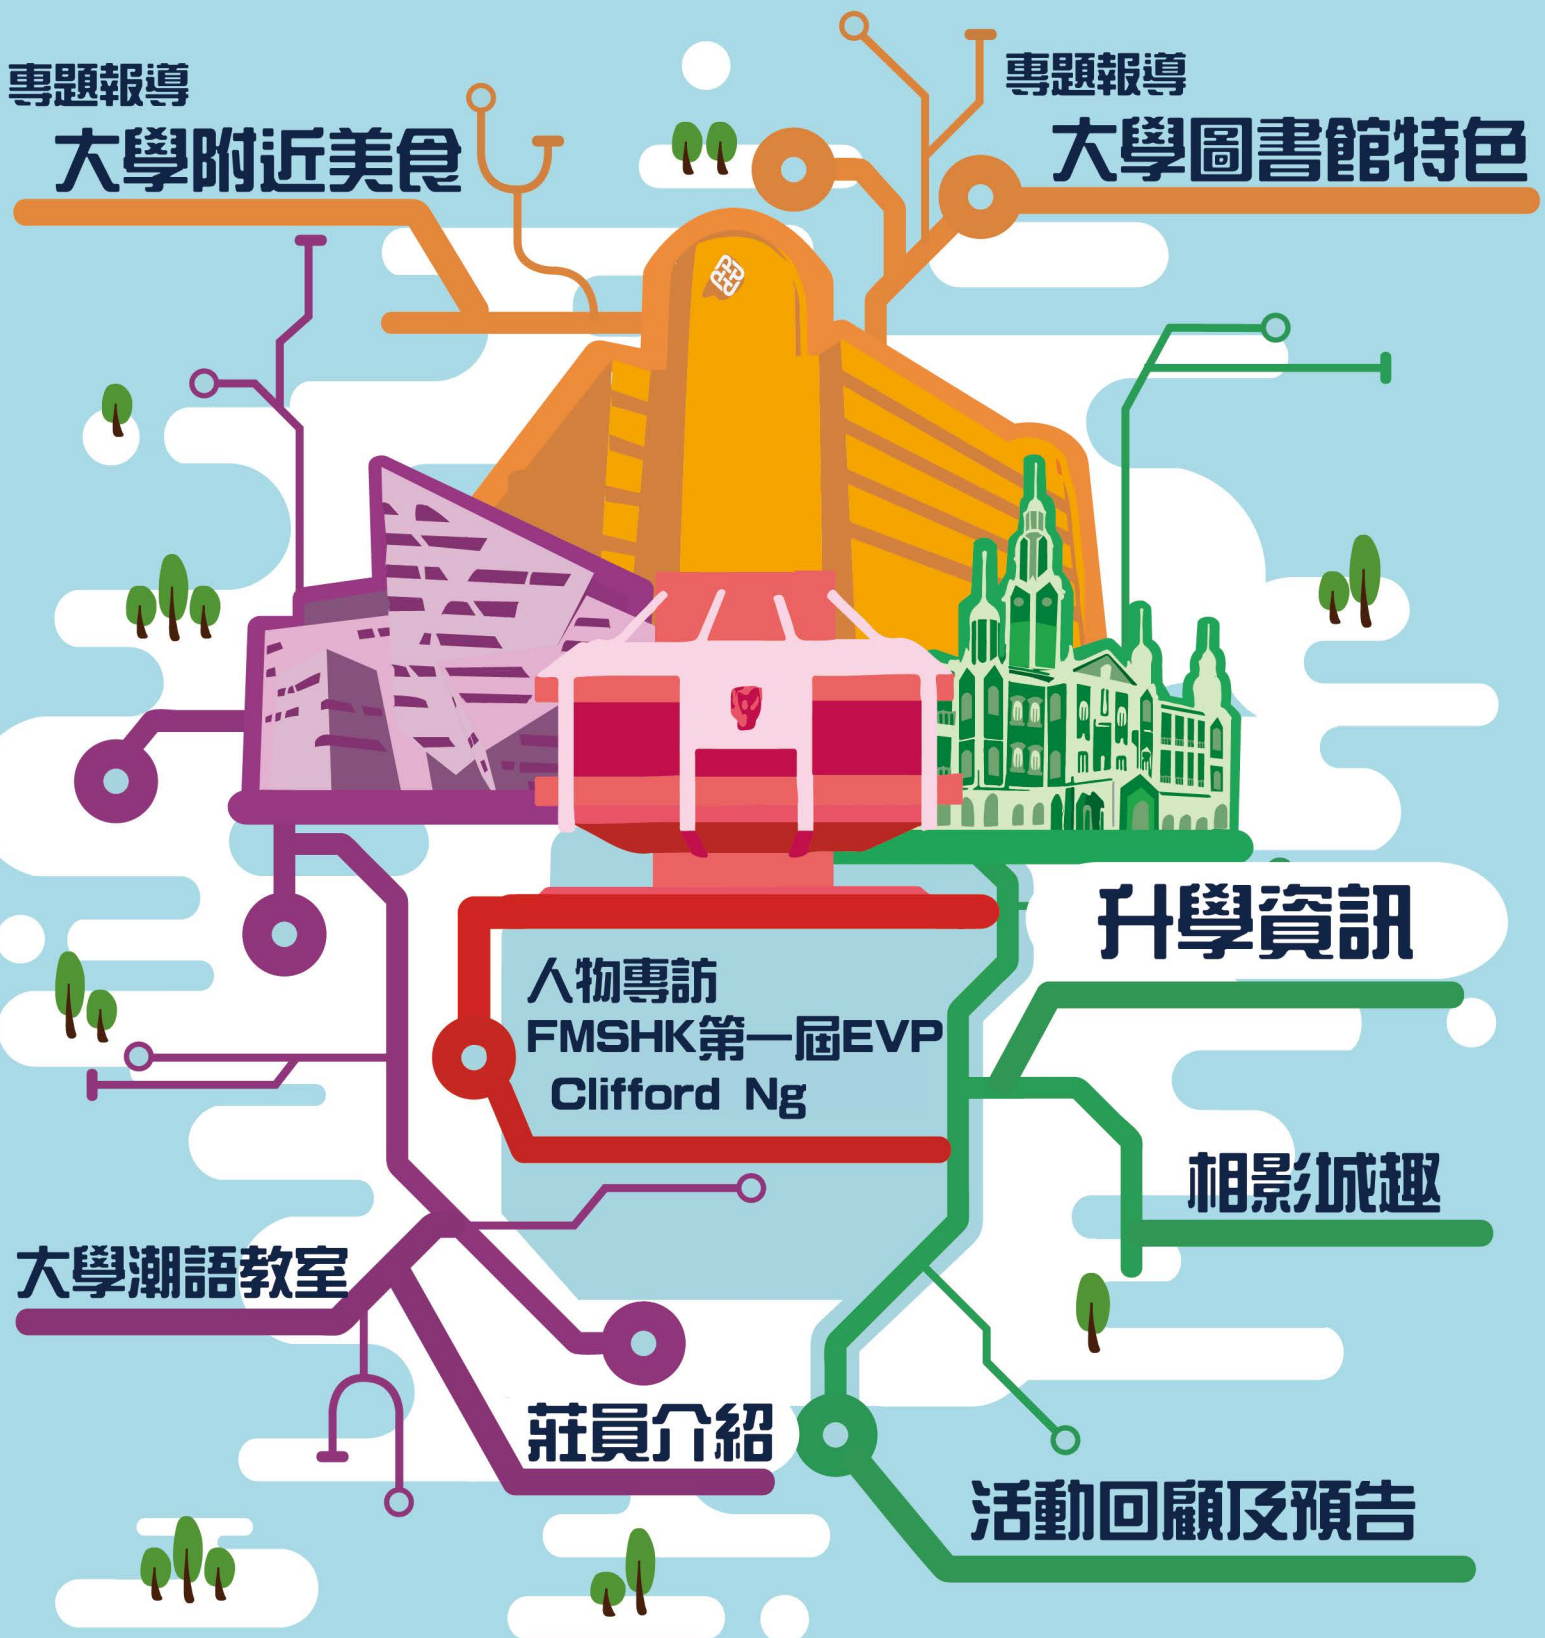 專題報導
大學附近美食
專題報導
大學圖書館特色
升學資訊
人物專訪
FMSHK第一屆EVP
Clifford Ng
相影城趣
大學潮語教室
莊員介紹
活動回顧及預告